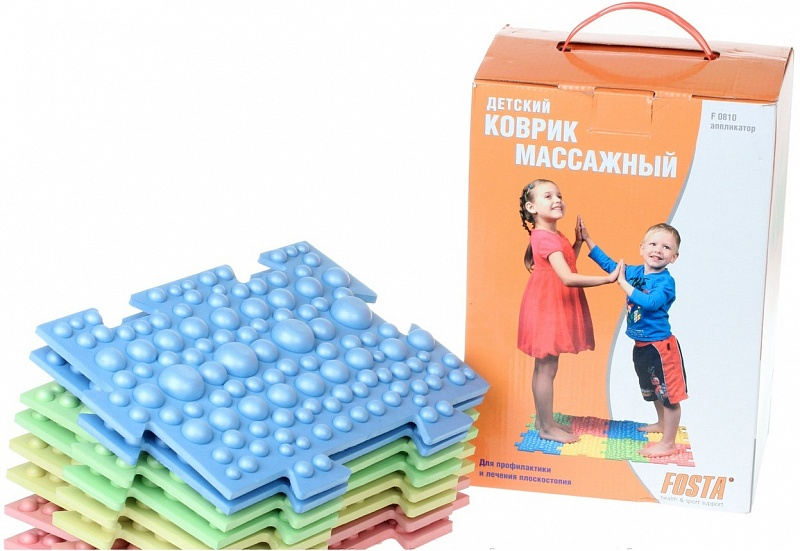 ДЕТСКИЙ
КОВРИК
МАССАЖНЫЙ
F 0810
аппликатор
Для профилактики
и лечения плоскостопия
FOSTA
health & sport support